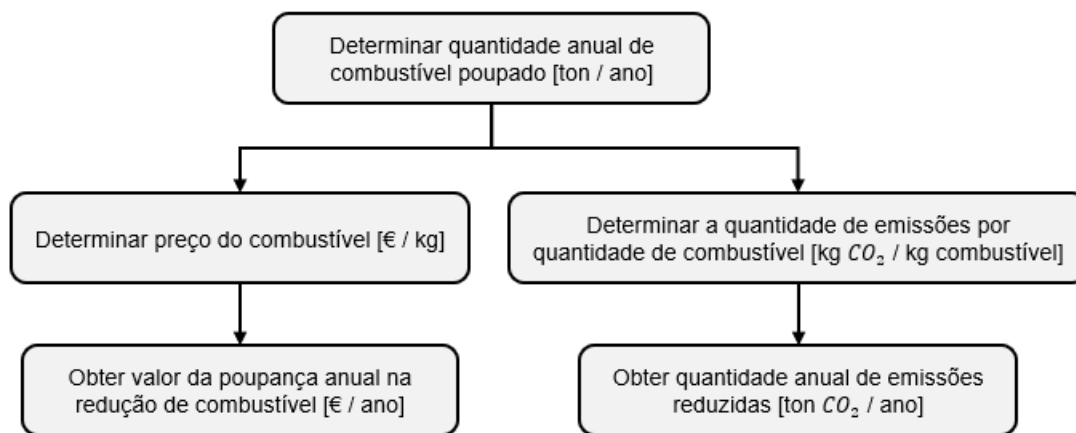 Determinar quantidade anual de
combustível poupado [ton / ano]
Determinar preço do combustível [€ / kg]
Determinar a quantidade de emissões por
quantidade de combustível [kg CO₂ / kg combustível]
Obter valor da poupança anual na
redução de combustível [€ / ano]
Obter quantidade anual de emissões
reduzidas [ton CO₂ / ano]